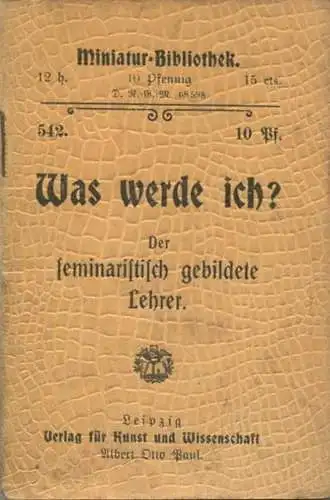 Miniatur-Bibliothek.
12 h. 10 Pfennig 15 cts.
D. R.-G.-M. 68598
542. 10 Pf.
Was werde ich?
Der
ſeminariſtiſch gebildete
Lehrer.
Leipzig
Verlag für Kunst und Wissenschaft
Albert Otto Paul.